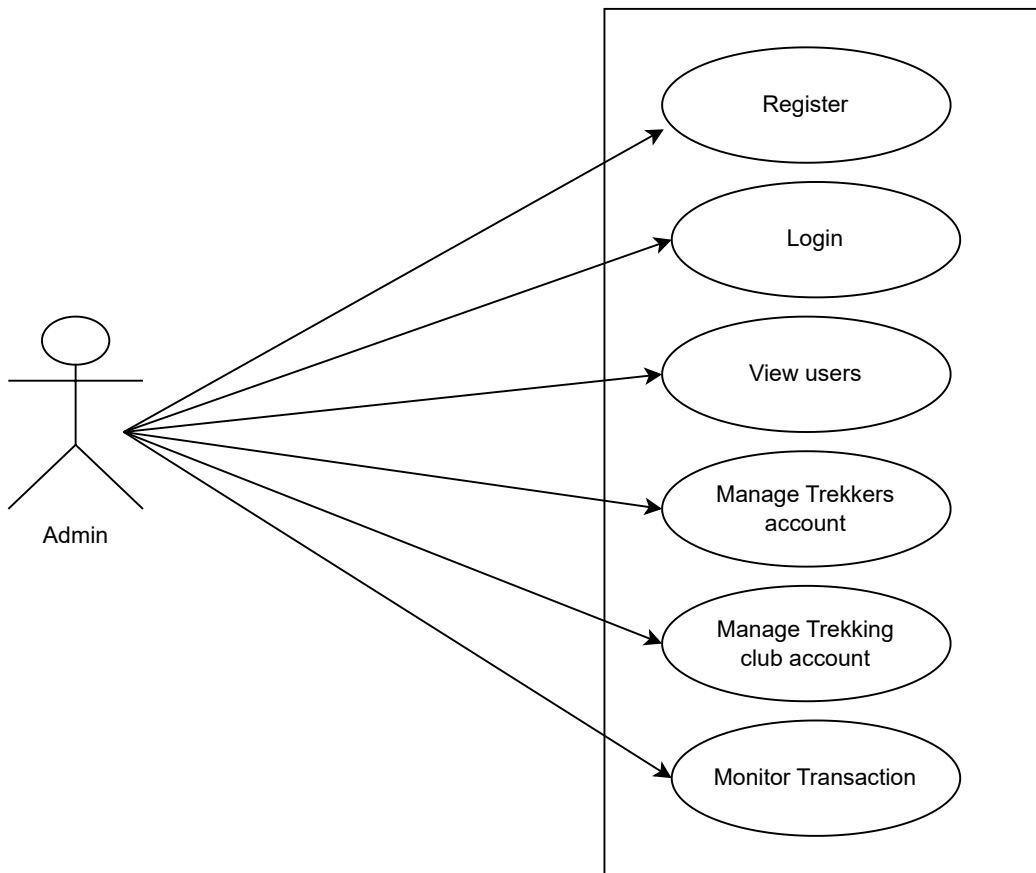 Register
Login
View users
Manage Trekkers
account
Admin
Manage Trekking
club account
Monitor Transaction